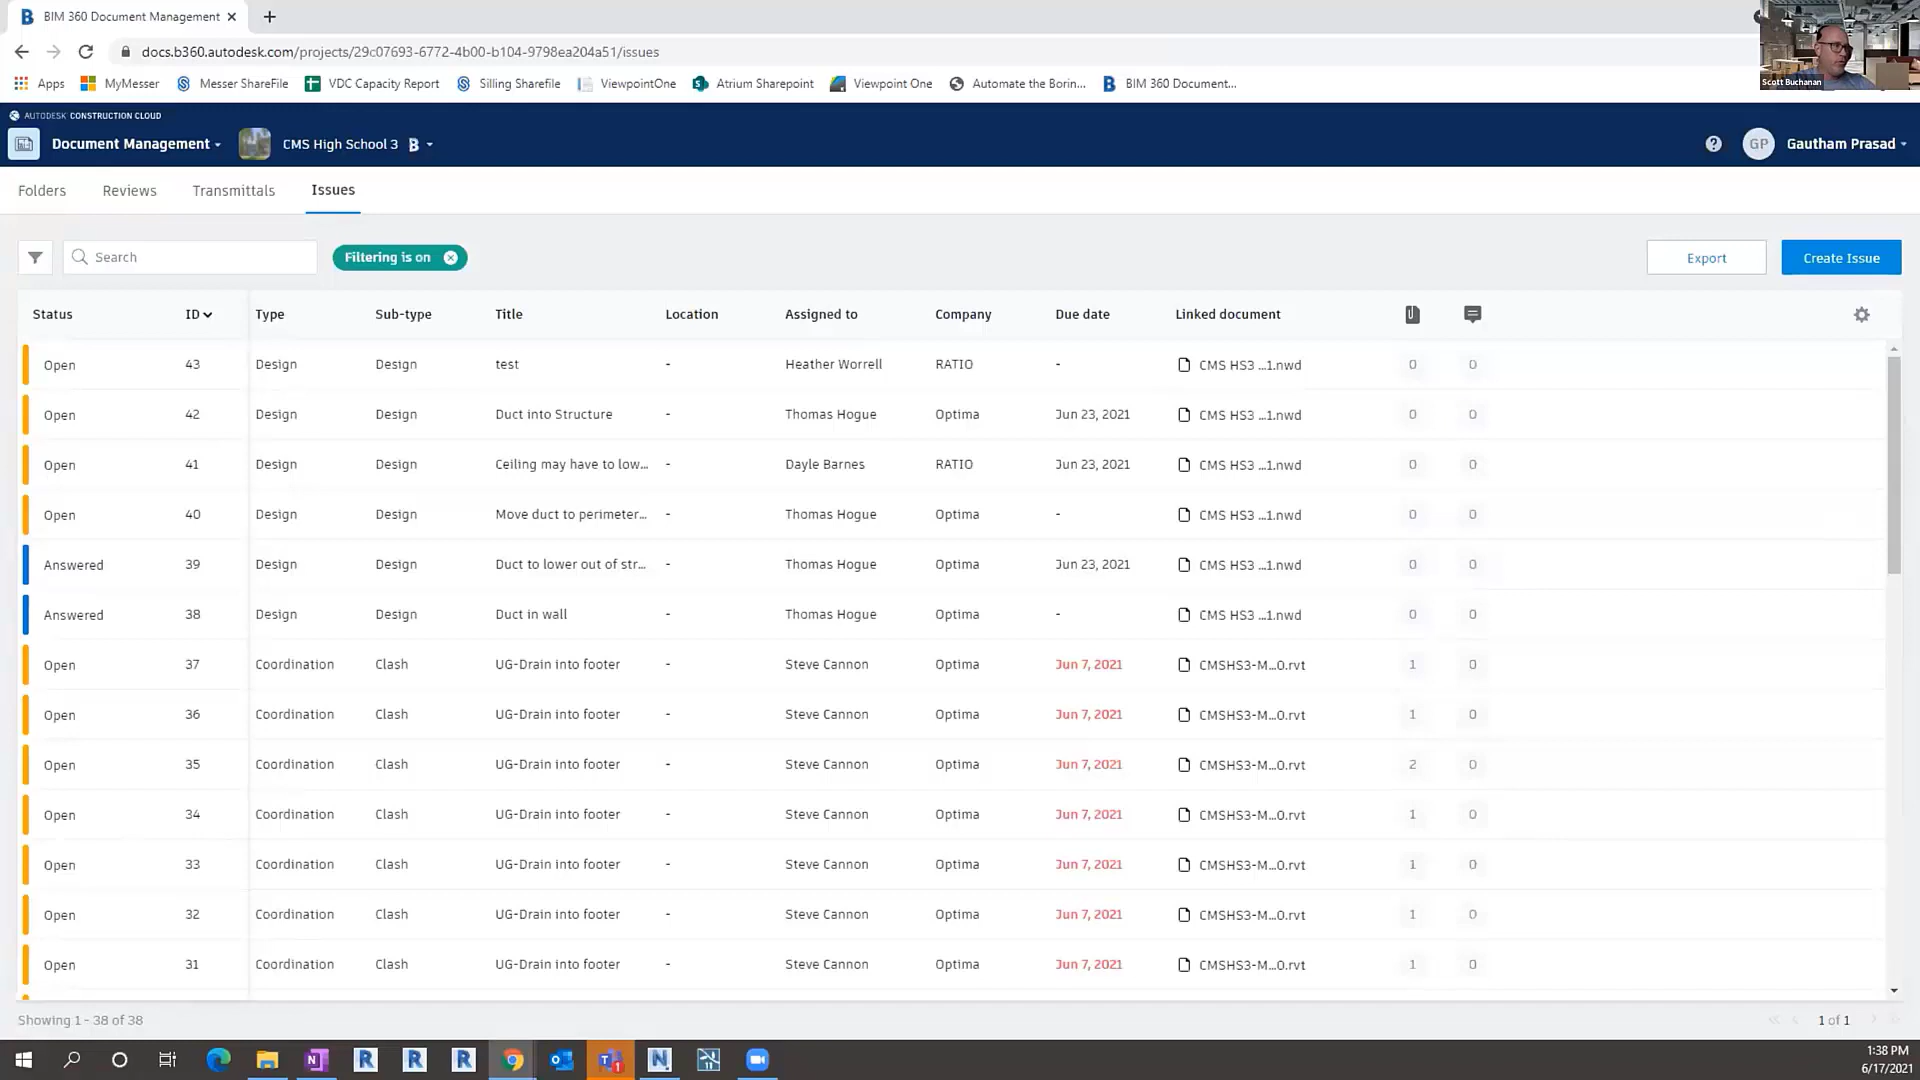 BIM 360 Document Management
docs.b360.autodesk.com/projects/29c07693-6772-4b00-b104-9798ea204a51/issues
Apps MyMesser Messer ShareFile VDC Capacity Report Silling Sharefile ViewpointOne Atrium Sharepoint Viewpoint One Automate the Borin... BIM 360 Document...
Scott Buchanan
AUTODESK CONSTRUCTION CLOUD
Document Management CMS High School 3 GP Gautham Prasad
Folders Reviews Transmittals Issues
Search Filtering is on Export Create Issue
Status ID Type Sub-type Title Location Assigned to Company Due date Linked document
Open 43 Design Design test - Heather Worrell RATIO - CMS HS3 ...1.nwd 0 0
Open 42 Design Design Duct into Structure - Thomas Hogue Optima Jun 23, 2021 CMS HS3 ...1.nwd 0 0
Open 41 Design Design Ceiling may have to low... - Dayle Barnes RATIO Jun 23, 2021 CMS HS3 ...1.nwd 0 0
Open 40 Design Design Move duct to perimeter... - Thomas Hogue Optima - CMS HS3 ...1.nwd 0 0
Answered 39 Design Design Duct to lower out of str... - Thomas Hogue Optima Jun 23, 2021 CMS HS3 ...1.nwd 0 0
Answered 38 Design Design Duct in wall - Thomas Hogue Optima - CMS HS3 ...1.nwd 0 0
Open 37 Coordination Clash UG-Drain into footer - Steve Cannon Optima Jun 7, 2021 CMSHS3-M...0.rvt 1 0
Open 36 Coordination Clash UG-Drain into footer - Steve Cannon Optima Jun 7, 2021 CMSHS3-M...0.rvt 1 0
Open 35 Coordination Clash UG-Drain into footer - Steve Cannon Optima Jun 7, 2021 CMSHS3-M...0.rvt 2 0
Open 34 Coordination Clash UG-Drain into footer - Steve Cannon Optima Jun 7, 2021 CMSHS3-M...0.rvt 1 0
Open 33 Coordination Clash UG-Drain into footer - Steve Cannon Optima Jun 7, 2021 CMSHS3-M...0.rvt 1 0
Open 32 Coordination Clash UG-Drain into footer - Steve Cannon Optima Jun 7, 2021 CMSHS3-M...0.rvt 1 0
Open 31 Coordination Clash UG-Drain into footer - Steve Cannon Optima Jun 7, 2021 CMSHS3-M...0.rvt 1 0
Showing 1 - 38 of 38 1 of 1
1:38 PM
6/17/2021